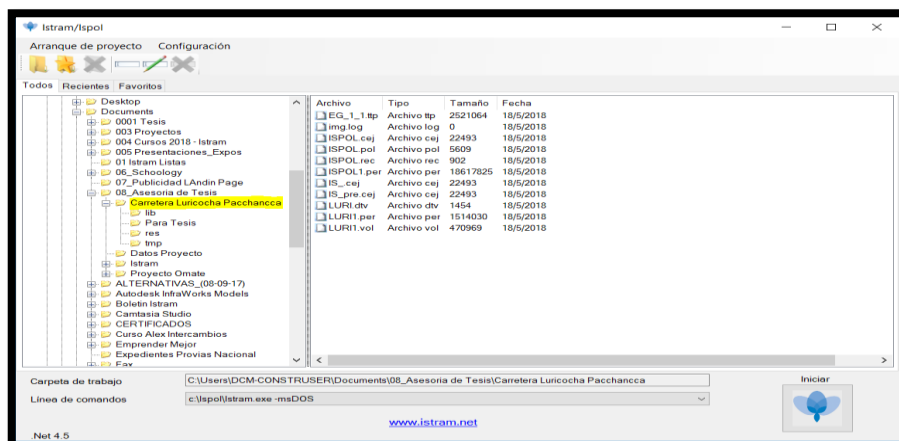 Istram/Ispol
Arranque de proyecto Configuración
Todos Recientes Favoritos
Desktop
Documents
0001 Tesis
003 Proyectos
004 Cursos 2018 - Istram
005 Presentaciones_Expos
01 Istram Listas
06_Schoology
07_Publicidad LAndin Page
08_Asesoria de Tesis
Carretera Luricocha Pacchancca
lib
Para Tesis
res
tmp
Datos Proyecto
Istram
Proyecto Omate
ALTERNATIVAS_(08-09-17)
Autodesk InfraWorks Models
Boletin Istram
Camtasia Studio
CERTIFICADOS
Curso Alex Intercambios
Emprender Mejor
Expedientes Provias Nacional
Fax
Archivo Tipo Tamaño Fecha
EG_1_1.ttp Archivo ttp 2521064 18/5/2018
img.log Archivo log 0 18/5/2018
ISPOL.cej Archivo cej 22493 18/5/2018
ISPOL.pol Archivo pol 5609 18/5/2018
ISPOL.rec Archivo rec 902 18/5/2018
ISPOL1.per Archivo per 18617825 18/5/2018
IS_.cej Archivo cej 22493 18/5/2018
IS_pre.cej Archivo cej 22493 18/5/2018
LURI.dtv Archivo dtv 1454 18/5/2018
LURI1.per Archivo per 1514030 18/5/2018
LURI1.vol Archivo vol 470969 18/5/2018
Carpeta de trabajo C:\Users\DCM-CONSTRUSER\Documents\08_Asesoria de Tesis\Carretera Luricocha Pacchancca
Línea de comandos c:\Ispol\Istram.exe -msDOS
Iniciar
www.istram.net
.Net 4.5